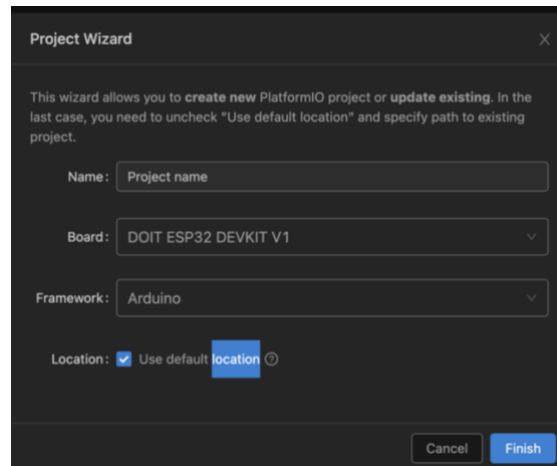 Project Wizard
This wizard allows you to create new PlatformIO project or update existing. In the
last case, you need to uncheck "Use default location" and specify path to existing
project.
Name: Project name
Board: DOIT ESP32 DEVKIT V1
Framework: Arduino
Location: Use default location
Cancel Finish